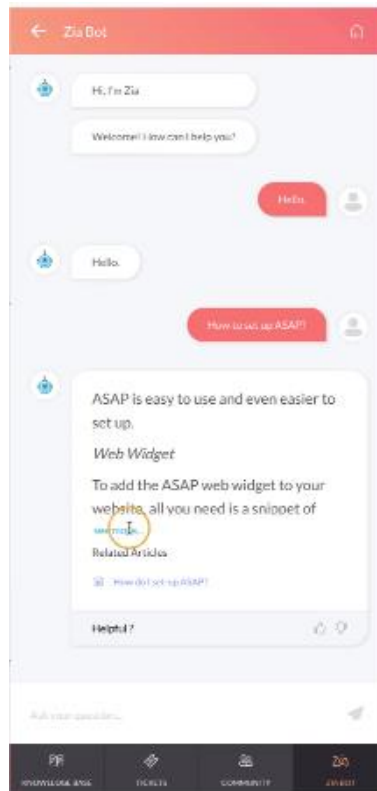 Zia Bot
Hi, I'm Zia
Welcome! How can I help you?
Hello.
Hello.
How to set up ASAP?
ASAP is easy to use and even easier to
set up.
Web Widget
To add the ASAP web widget to your
website, all you need is a snippet of
see more...
Related Articles
How do I set-up ASAP?
Helpful ?
Ask your question...
KNOWLEDGE BASE
TICKETS
COMMUNITY
ZIA BOT